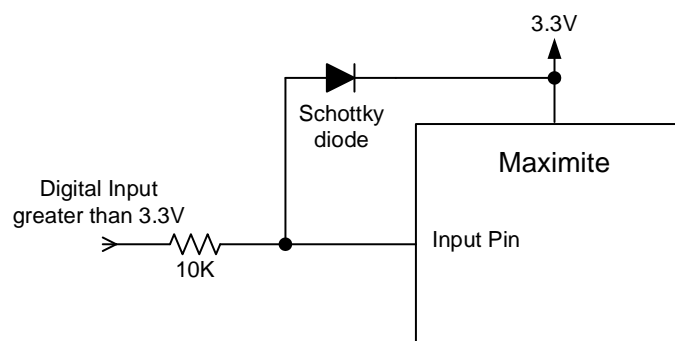 3.3V
Schottky
diode
Maximite
Digital Input
greater than 3.3V
Input Pin
10K